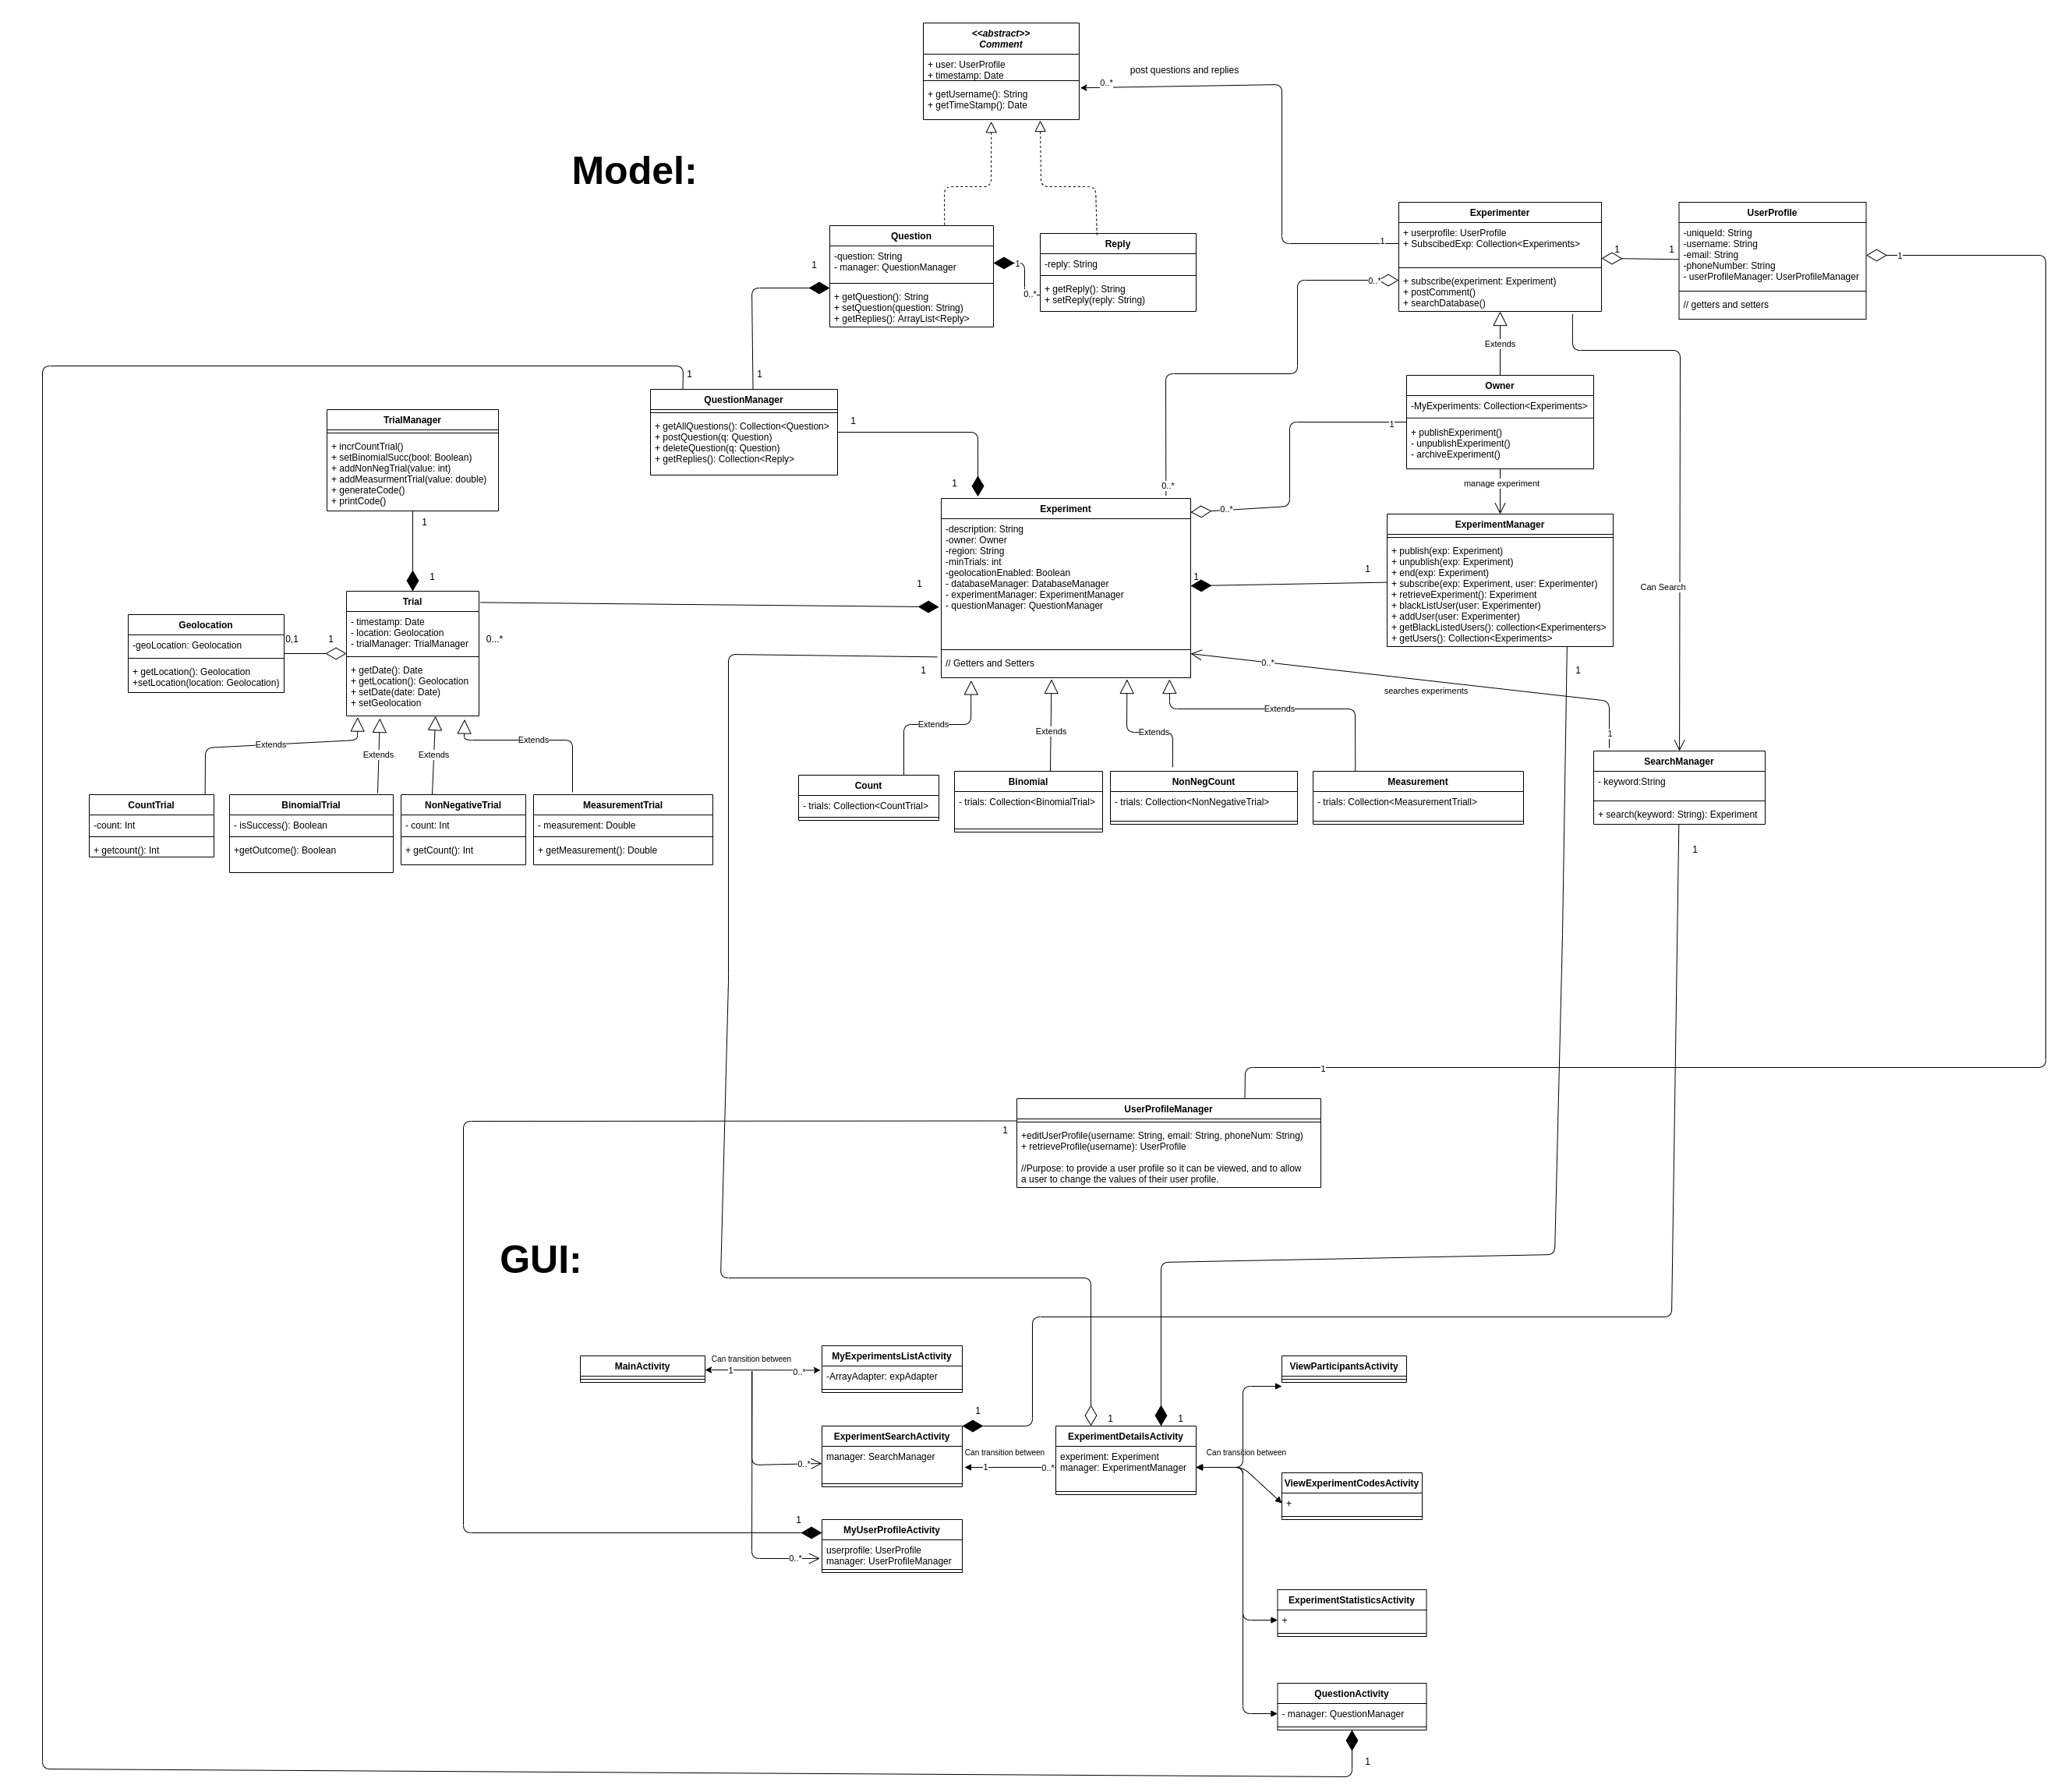 <<abstract>>
Comment
+ user: UserProfile
+ timestamp: Date
+ getUsername(): String
+ getTimeStamp(): Date
post questions and replies
0..*
1
Model:
Question
-question: String
- manager: QuestionManager
+ getQuestion(): String
+ setQuestion(question: String)
+ getReplies(): ArrayList<Reply>
1
1
0..*
Reply
-reply: String
+ getReply(): String
+ setReply(reply: String)
Experimenter
+ userprofile: UserProfile
+ SubscibedExp: Collection<Experiments>
+ subscribe(experiment: Experiment)
+ postComment()
+ searchDatabase()
0..*
1
1
UserProfile
-uniqueId: String
-username: String
-email: String
-phoneNumber: String
- userProfileManager: UserProfileManager
// getters and setters
1
Extends
Owner
-MyExperiments: Collection<Experiments>
+ publishExperiment()
- unpublishExperiment()
- archiveExperiment()
1
manage experiment
1
1
QuestionManager
+ getAllQuestions(): Collection<Question>
+ postQuestion(q: Question)
+ deleteQuestion(q: Question)
+ getReplies(): Collection<Reply>
1
1
TrialManager
+ incrCountTrial()
+ setBinomialSucc(bool: Boolean)
+ addNonNegTrial(value: int)
+ addMeasurmentTrial(value: double)
+ generateCode()
+ printCode()
1
1
0..*
0..*
Experiment
-description: String
-owner: Owner
-region: String
-minTrials: int
-geolocationEnabled: Boolean
- databaseManager: DatabaseManager
- experimentManager: ExperimentManager
- questionManager: QuestionManager
// Getters and Setters
1
1
1
1
ExperimentManager
+ publish(exp: Experiment)
+ unpublish(exp: Experiment)
+ end(exp: Experiment)
+ subscribe(exp: Experiment, user: Experimenter)
+ retrieveExperiment(): Experiment
+ blackListUser(user: Experimenter)
+ addUser(user: Experimenter)
+ getBlackListedUsers(): collection<Experimenters>
+ getUsers(): Collection<Experiments>
1
Can Search
Trial
- timestamp: Date
- location: Geolocation
- trialManager: TrialManager
+ getDate(): Date
+ getLocation(): Geolocation
+ setDate(date: Date)
+ setGeolocation
0...*
Geolocation
-geoLocation: Geolocation
+ getLocation(): Geolocation
+setLocation(location: Geolocation)
0,1
1
0..*
searches experiments
1
Extends
Extends
Extends
Extends
Extends
Extends
Extends
Extends
CountTrial
-count: Int
+ getcount(): Int
BinomialTrial
- isSuccess(): Boolean
+getOutcome(): Boolean
NonNegativeTrial
- count: Int
+ getCount(): Int
MeasurementTrial
- measurement: Double
+ getMeasurement(): Double
Count
- trials: Collection<CountTrial>
Binomial
- trials: Collection<BinomialTrial>
NonNegCount
- trials: Collection<NonNegativeTrial>
Measurement
- trials: Collection<MeasurementTriall>
SearchManager
- keyword:String
+ search(keyword: String): Experiment
1
1
UserProfileManager
+editUserProfile(username: String, email: String, phoneNum: String)
+ retrieveProfile(username): UserProfile
//Purpose: to provide a user profile so it can be viewed, and to allow
a user to change the values of their user profile.
1
GUI:
MainActivity
Can transition between
1
0..*
MyExperimentsListActivity
-ArrayAdapter: expAdapter
1
ExperimentSearchActivity
manager: SearchManager
0..*
Can transition between
1
0..*
1
1
ExperimentDetailsActivity
experiment: Experiment
manager: ExperimentManager
Can transition between
ViewParticipantsActivity
ViewExperimentCodesActivity
+
1
MyUserProfileActivity
userprofile: UserProfile
manager: UserProfileManager
0..*
ExperimentStatisticsActivity
+
QuestionActivity
- manager: QuestionManager
1